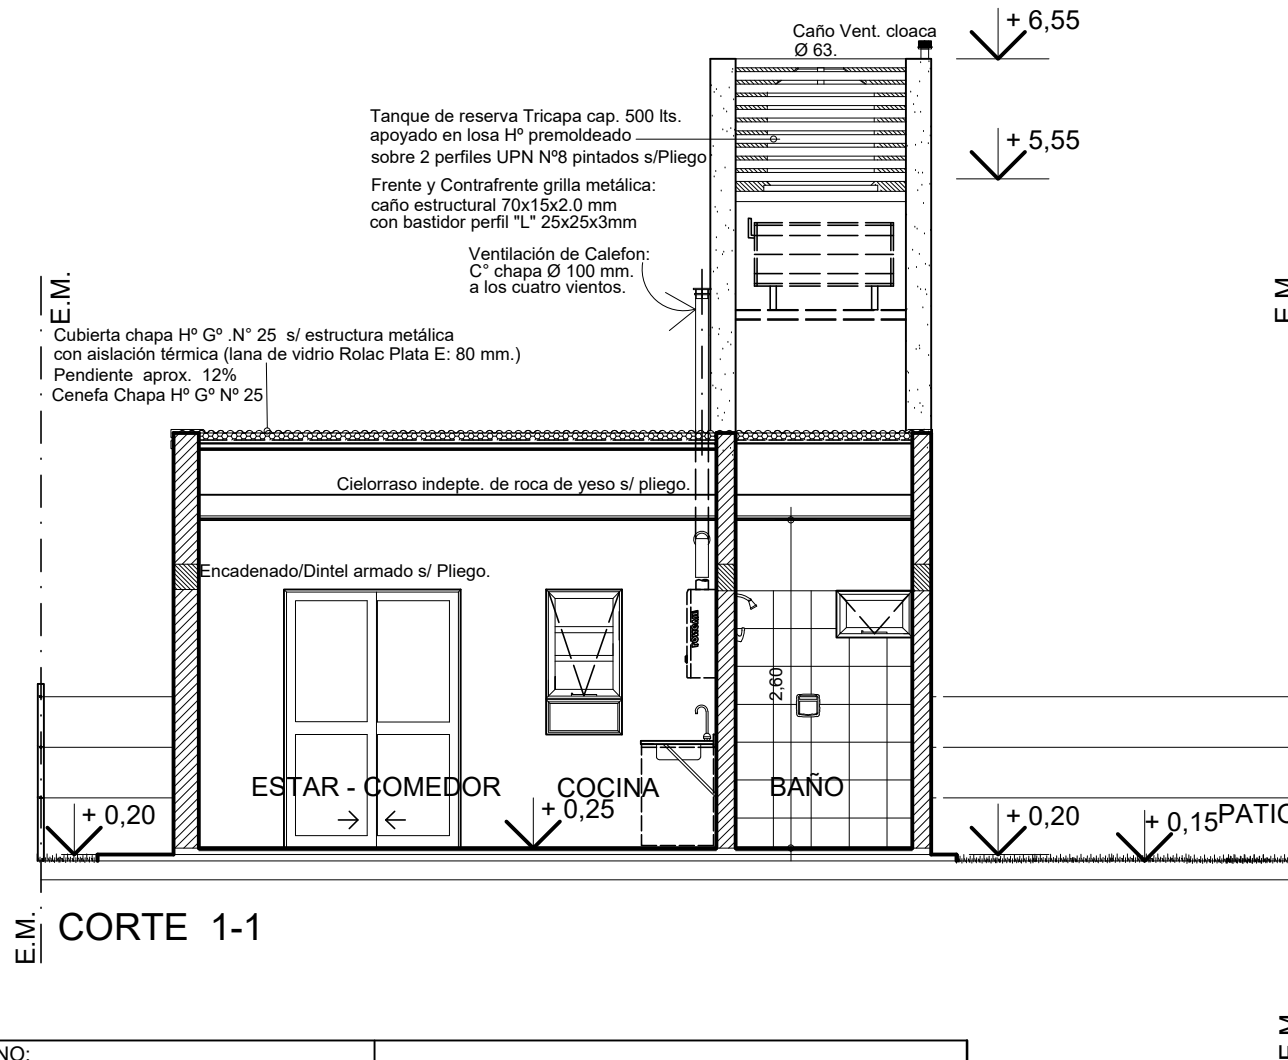 Caño Vent. cloaca
Ø 63.
+ 6,55
Tanque de reserva Tricapa cap. 500 lts.
apoyado en losa Hº premoldeado
sobre 2 perfiles UPN Nº8 pintados s/Pliego
+ 5,55
Frente y Contrafrente grilla metálica:
caño estructural 70x15x2.0 mm
con bastidor perfil "L" 25x25x3mm
Ventilación de Calefon:
C° chapa Ø 100 mm.
a los cuatro vientos.
E.M.
E.M.
Cubierta chapa Hº Gº .N° 25 s/ estructura metálica
con aislación térmica (lana de vidrio Rolac Plata E: 80 mm.)
Pendiente aprox. 12%
Cenefa Chapa Hº Gº Nº 25
Cielorraso indepte. de roca de yeso s/ pliego.
Encadenado/Dintel armado s/ Pliego.
2,60
ESTAR - COMEDOR
COCINA
BAÑO
+ 0,20
+ 0,25
+ 0,20
+ 0,15
PATIO
E.M.
CORTE 1-1
E.M.
NO: